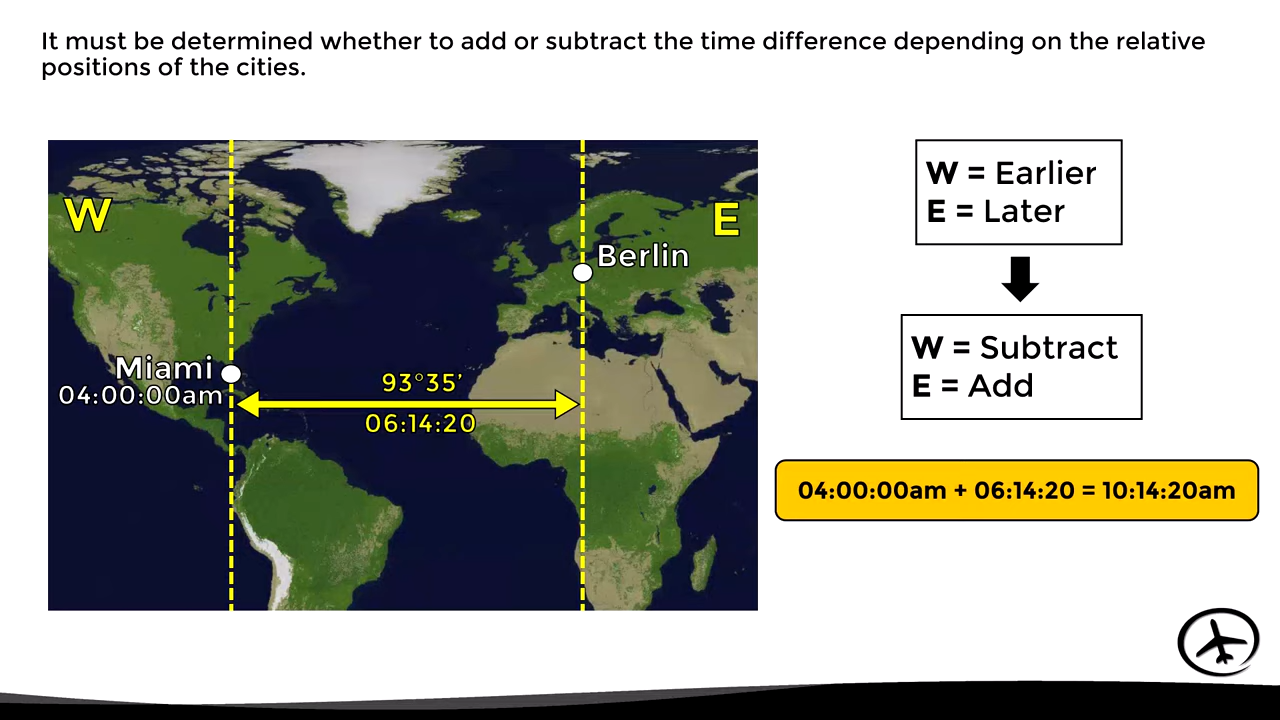 It must be determined whether to add or subtract the time difference depending on the relative
positions of the cities.
W
E
Berlin
Miami
04:00:00am
93°35’
06:14:20
W = Earlier
E = Later
W = Subtract
E = Add
04:00:00am + 06:14:20 = 10:14:20am